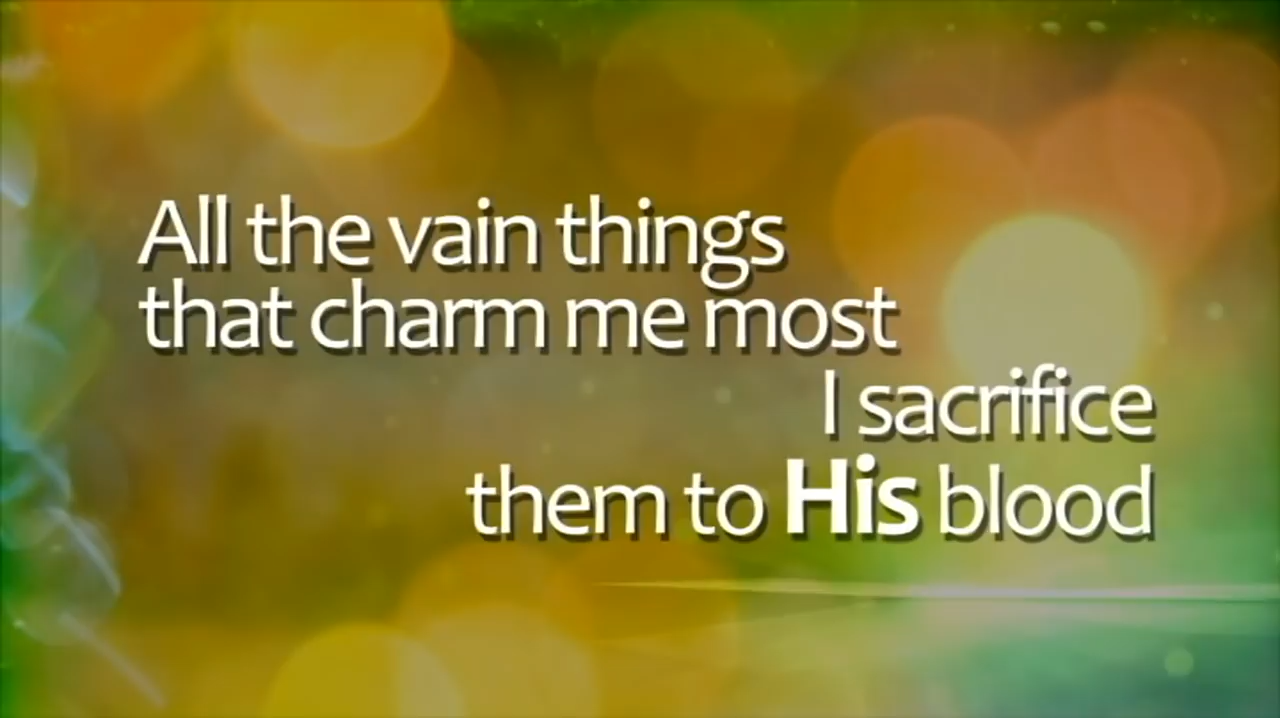 All the vain things
that charm me most
I sacrifice
them to His blood